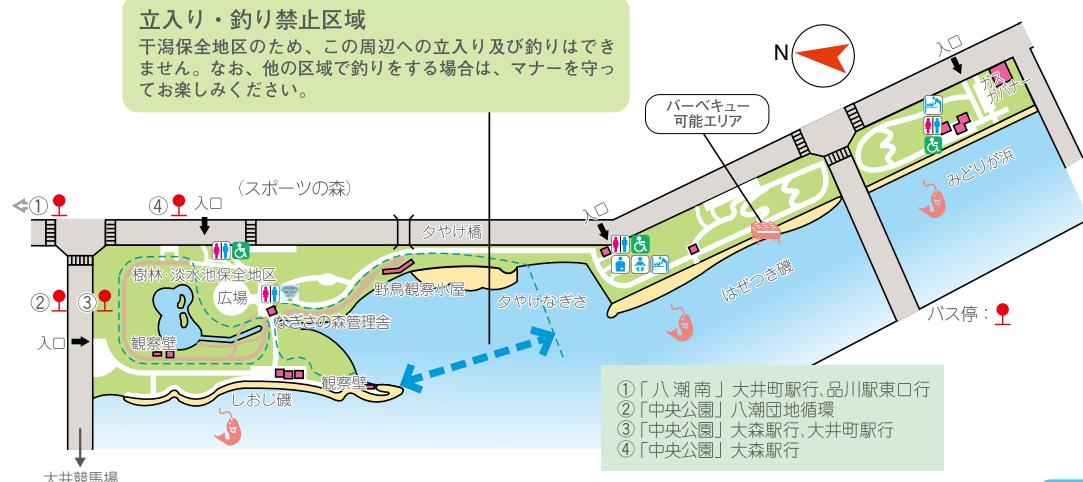 立入り・釣り禁止区域
干潟保全地区のため、この周辺への立入り及び釣りはでき
ません。なお、他の区域で釣りをする場合は、マナーを守っ
てお楽しみください。
N
入口
ガス
ガバナー
バーベキュー
可能エリア
みどりが浜
(スポーツの森)
①
④
入口
入口
夕やけ橋
樹林・淡水池保全地区
広場
野鳥観察小屋
夕やけなぎさ
はぜつき磯
②
③
なぎさの森管理舎
バス停:
入口
観察壁
観察壁
しおじ磯
①「八潮南」大井町駅行、品川駅東口行
②「中央公園」八潮団地循環
③「中央公園」大森駅行、大井町駅行
④「中央公園」大森駅行
大井競馬場